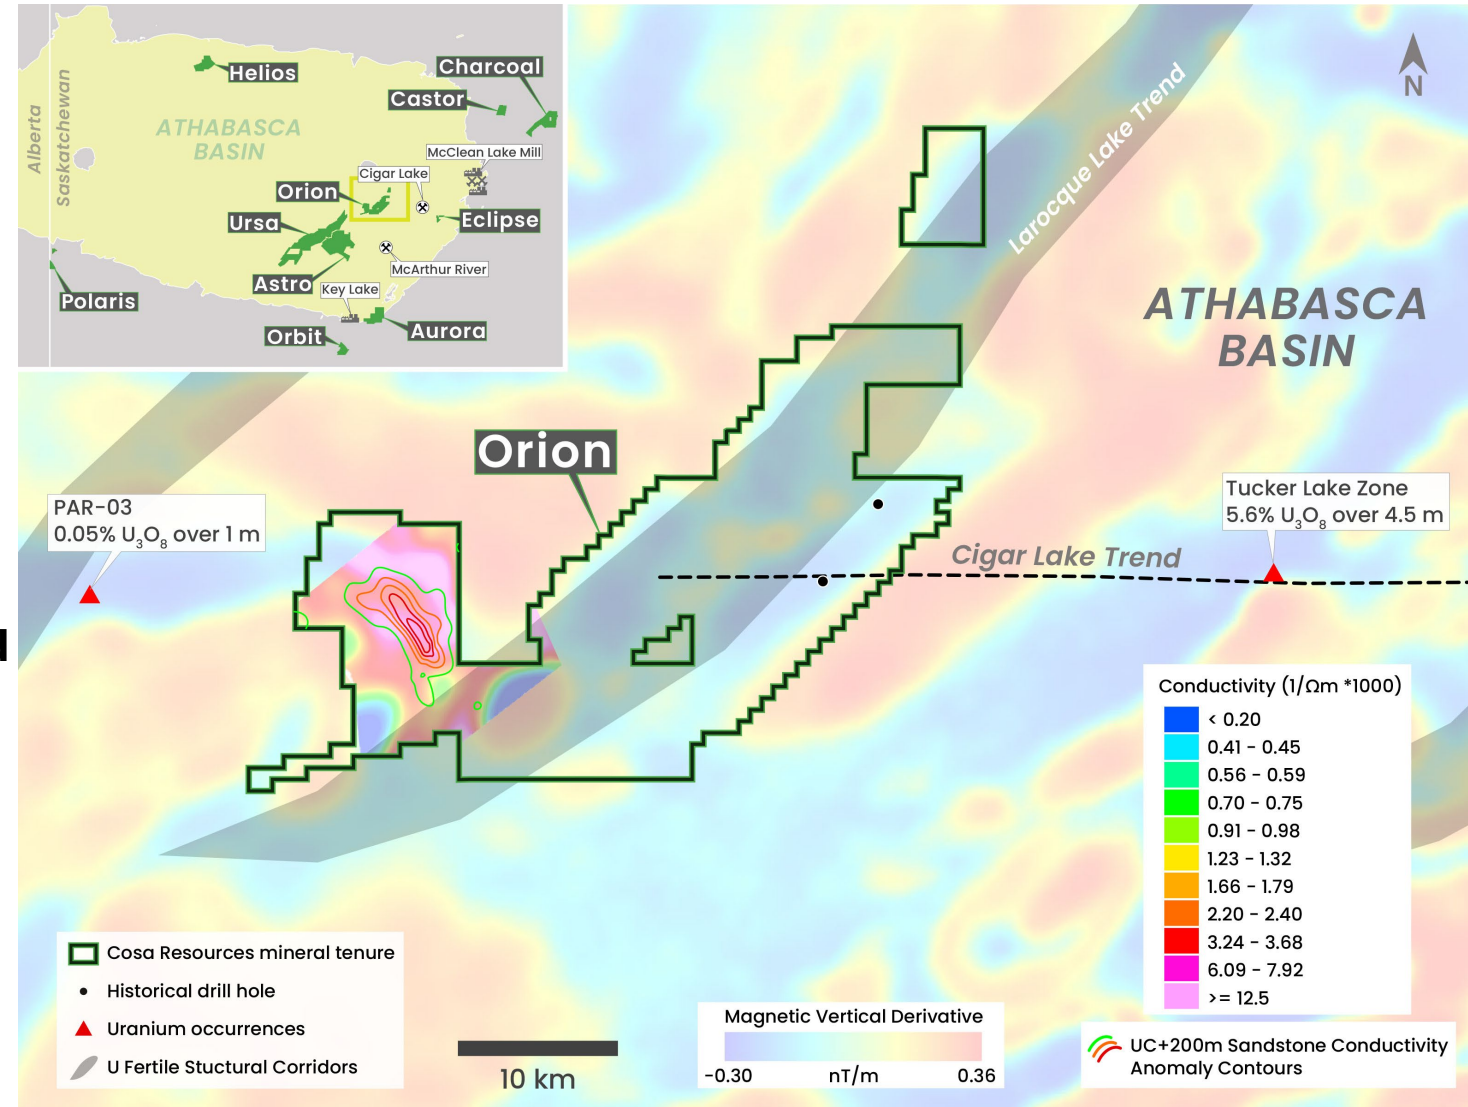 Alberta
Saskatchewan
Helios
Charcoal
Castor
ATHABASCA
BASIN
McClean Lake Mill
Cigar Lake
Orion
Ursa
Eclipse
McArthur River
Astro
Key Lake
Polaris
Aurora
Orbit
N
Larocque Lake Trend
ATHABASCA
BASIN
Orion
PAR-03
0.05% U₃O₈ over 1 m
Tucker Lake Zone
5.6% U₃O₈ over 4.5 m
Cigar Lake Trend
Conductivity (1/Ωm *1000)
< 0.20
0.41 - 0.45
0.56 - 0.59
0.70 - 0.75
0.91 - 0.98
1.23 - 1.32
1.66 - 1.79
2.20 - 2.40
3.24 - 3.68
6.09 - 7.92
>= 12.5
UC+200m Sandstone Conductivity
Anomaly Contours
Cosa Resources mineral tenure
Historical drill hole
Uranium occurrences
U Fertile Stuctural Corridors
10 km
Magnetic Vertical Derivative
-0.30 nT/m 0.36